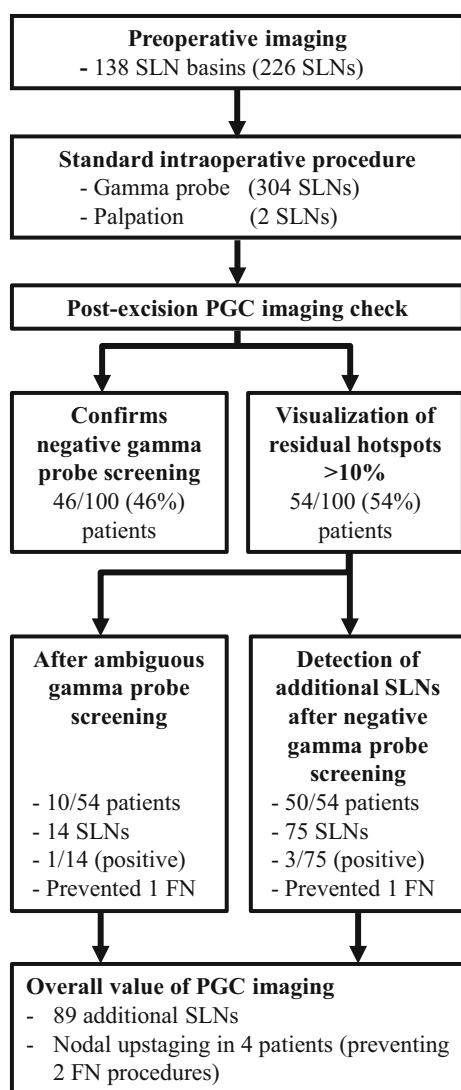 Preoperative imaging
- 138 SLN basins (226 SLNs)
Standard intraoperative procedure
- Gamma probe (304 SLNs)
- Palpation (2 SLNs)
Post-excision PGC imaging check
Confirms
negative gamma
probe screening
46/100 (46%)
patients
Visualization of
residual hotspots
>10%
54/100 (54%)
patients
After ambiguous
gamma probe
screening
- 10/54 patients
- 14 SLNs
- 1/14 (positive)
- Prevented 1 FN
Detection of
additional SLNs
after negative
gamma probe
screening
- 50/54 patients
- 75 SLNs
- 3/75 (positive)
- Prevented 1 FN
Overall value of PGC imaging
- 89 additional SLNs
- Nodal upstaging in 4 patients (preventing
2 FN procedures)